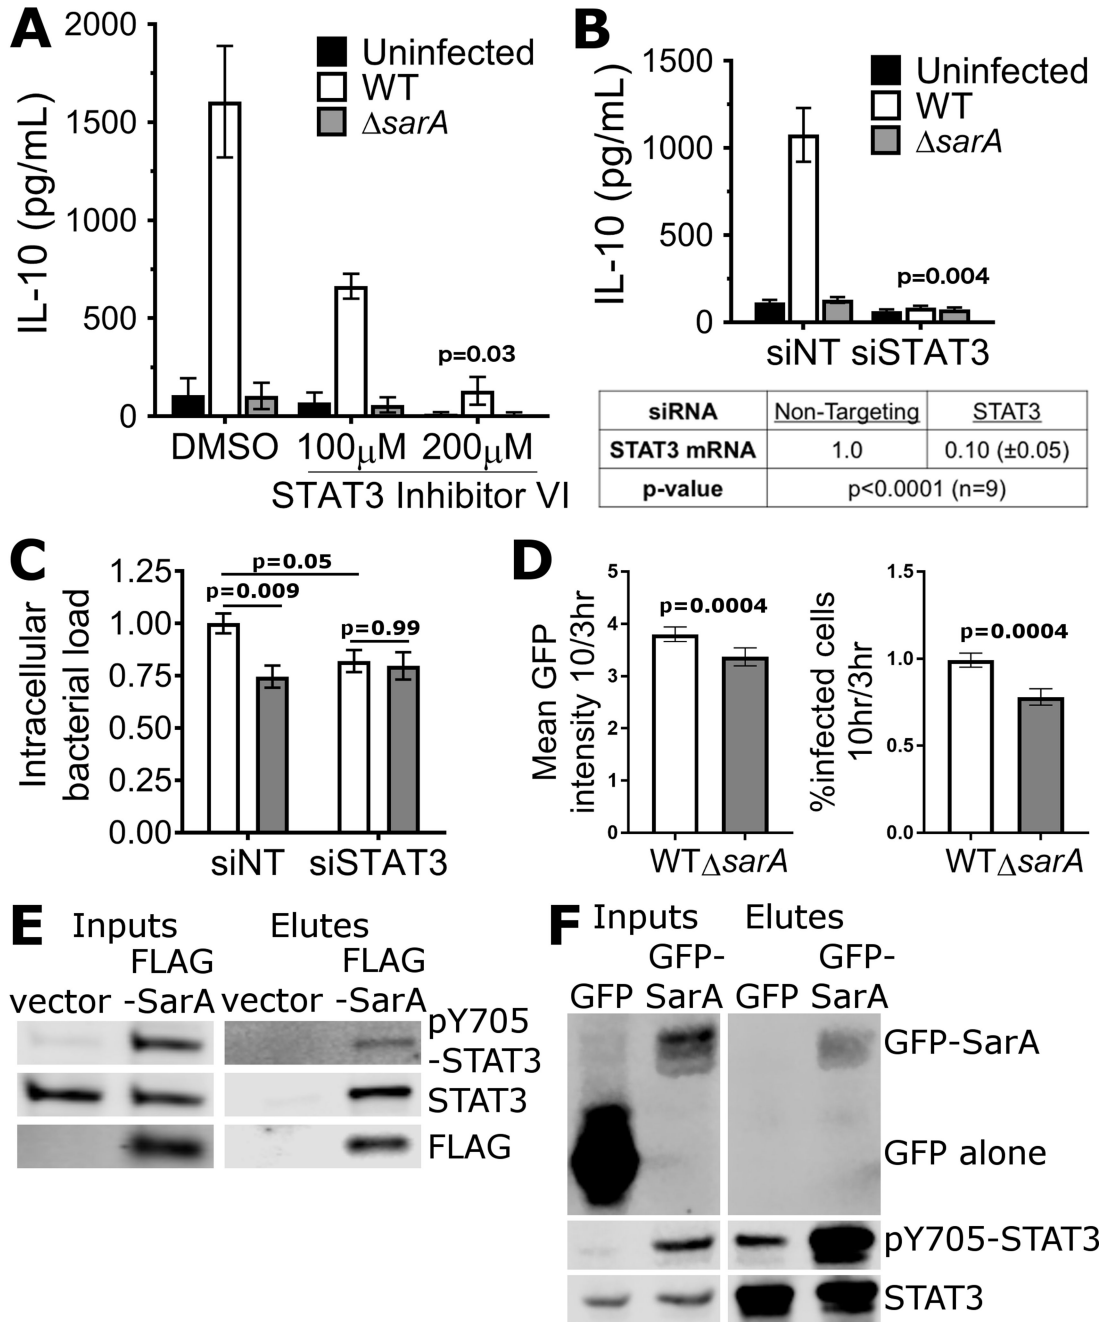 A
IL-10 (pg/mL)
2000
1500
1000
500
0
Uninfected
WT
ΔsarA
p=0.03
DMSO 100μM 200μM
STAT3 Inhibitor VI
B
IL-10 (pg/mL)
1500
1000
500
0
Uninfected
WT
ΔsarA
p=0.004
siNT siSTAT3
siRNA Non-Targeting STAT3
STAT3 mRNA 1.0 0.10 (±0.05)
p-value p<0.0001 (n=9)
C
Intracellular
bacterial load
1.25
1.00
0.75
0.50
0.25
0.00
p=0.05
p=0.009
p=0.99
siNT siSTAT3
D
Mean GFP
intensity 10/3hr
5
4
3
2
1
0
p=0.0004
WT ΔsarA
%infected cells
10hr/3hr
1.5
1.0
0.5
0.0
p=0.0004
WT ΔsarA
E
Inputs Elutes
FLAG FLAG
vector -SarA vector -SarA
pY705
-STAT3
STAT3
FLAG
F
Inputs Elutes
GFP- GFP-
GFP SarA GFP SarA
GFP-SarA
GFP alone
pY705-STAT3
STAT3